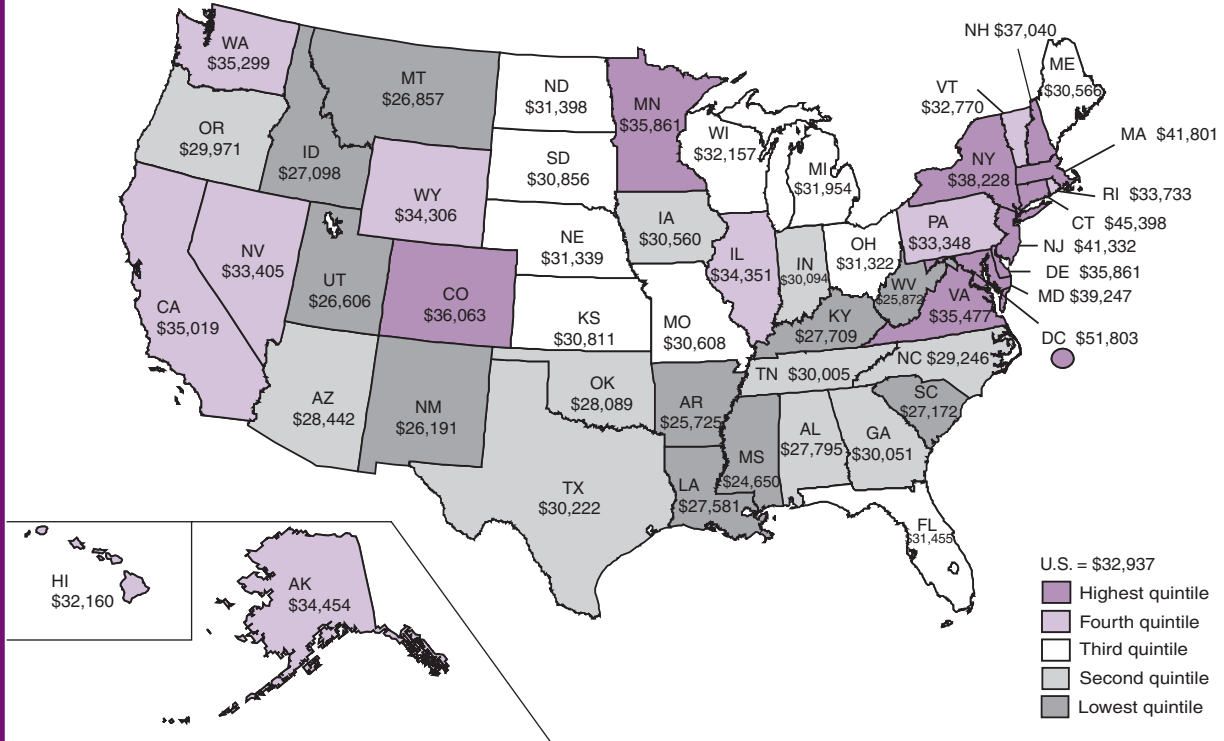 WA
$35,299
OR
$29,971
CA
$35,019
NV
$33,405
ID
$27,098
MT
$26,857
WY
$34,306
UT
$26,606
CO
$36,063
AZ
$28,442
NM
$26,191
ND
$31,398
SD
$30,856
NE
$31,339
KS
$30,811
OK
$28,089
TX
$30,222
MN
$35,861
IA
$30,560
MO
$30,608
AR
$25,725
LA
$27,581
WI
$32,157
IL
$34,351
MI
$31,954
IN
$30,094
OH
$31,322
KY
$27,709
TN $30,005
MS
$24,650
AL
$27,795
GA
$30,051
FL
$31,455
SC
$27,172
NC $29,246
WV
$25,872
VA
$35,477
PA
$33,348
NY
$38,228
VT
$32,770
NH $37,040
ME
$30,566
MA $41,801
RI $33,733
CT $45,398
NJ $41,332
DE $35,861
MD $39,247
DC $51,803
HI
$32,160
AK
$34,454
U.S. = $32,937
Highest quintile
Fourth quintile
Third quintile
Second quintile
Lowest quintile